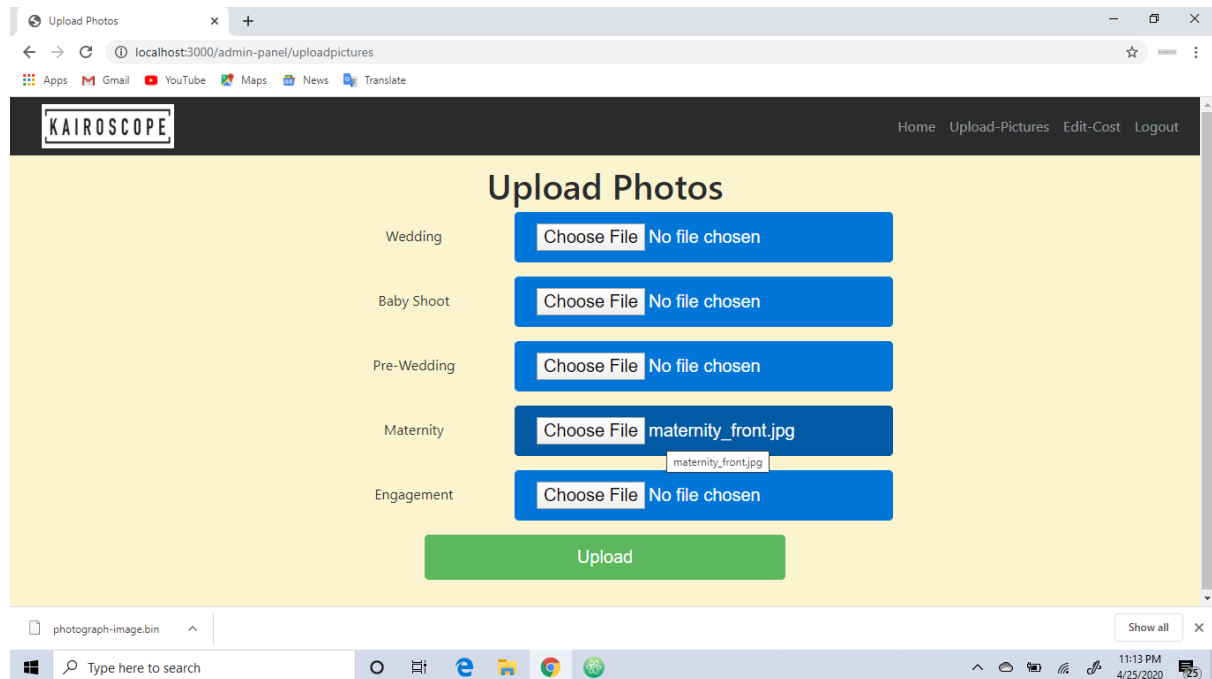 Upload Photos
localhost:3000/admin-panel/uploadpictures
Apps Gmail YouTube Maps News Translate
KAIROSCOPE
Home Upload-Pictures Edit-Cost Logout
Upload Photos
Wedding Choose File No file chosen
Baby Shoot Choose File No file chosen
Pre-Wedding Choose File No file chosen
Maternity Choose File maternity_front.jpg
maternity_front.jpg
Engagement Choose File No file chosen
Upload
photograph-image.bin Show all
Type here to search 11:13 PM
4/25/2020 25